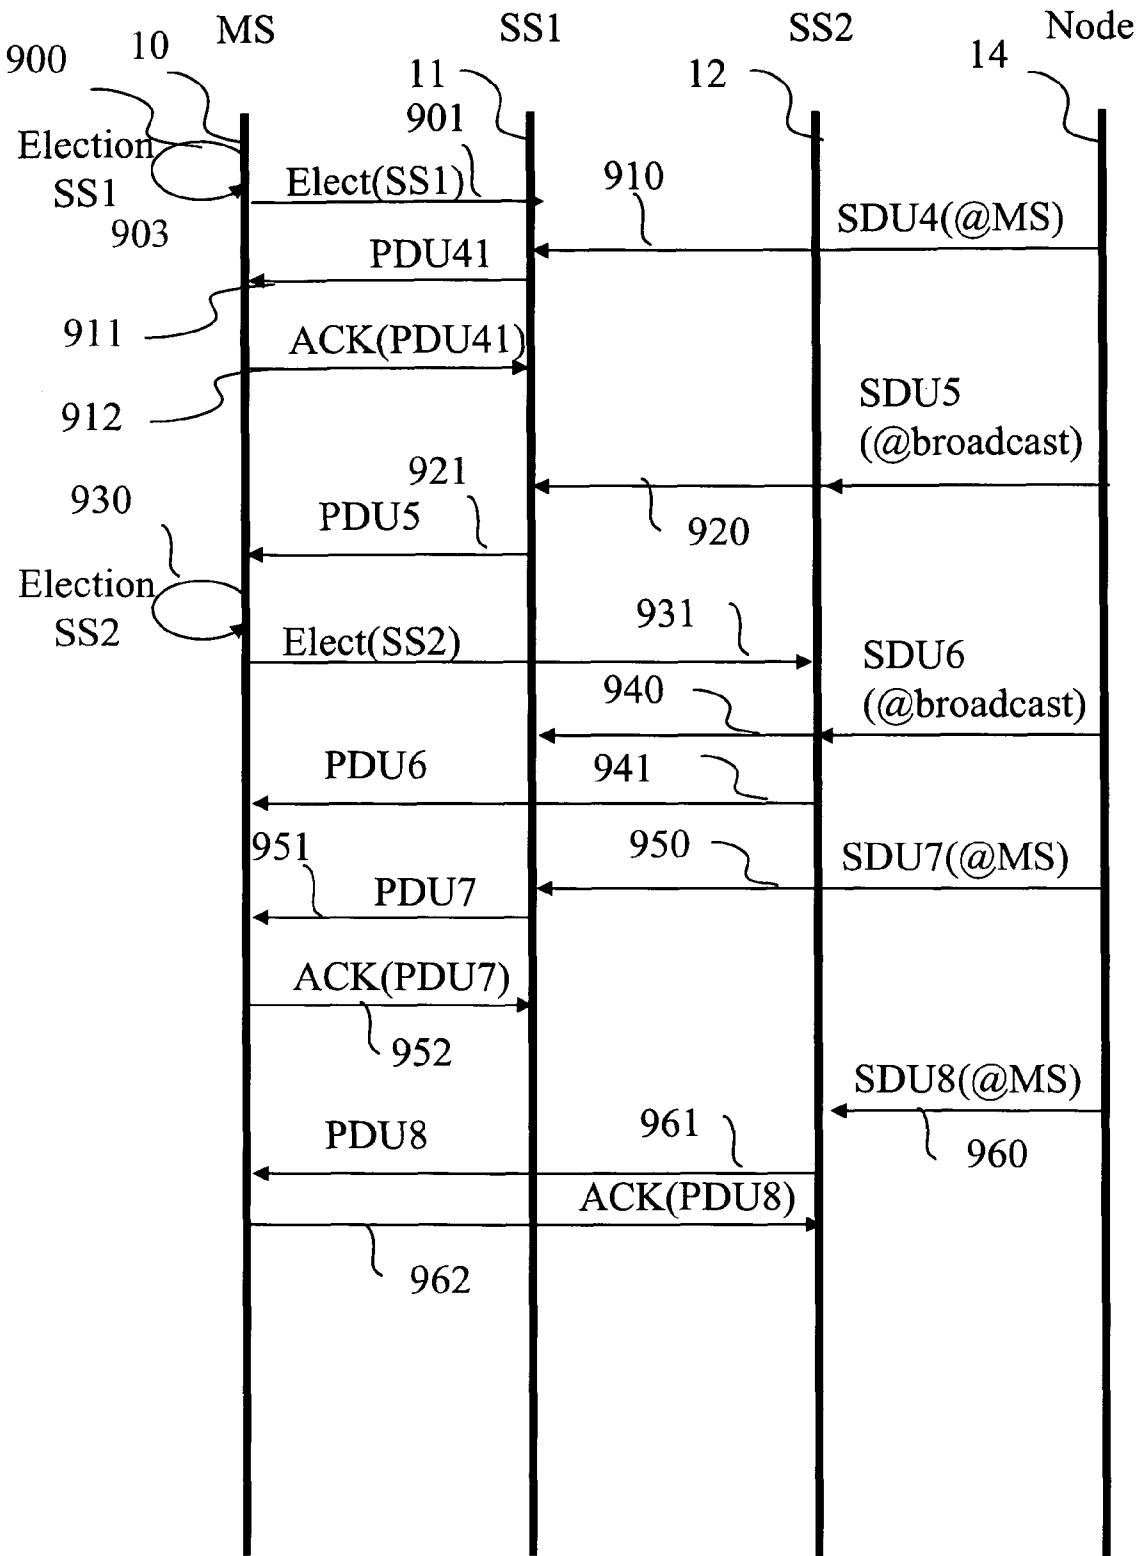 MS
SS1
SS2
Node
900
10
11
12
14
901
Election
SS1
903
Elect(SS1)
910
SDU4(@MS)
PDU41
911
ACK(PDU41)
912
SDU5
(@broadcast)
921
920
PDU5
930
Election
SS2
Elect(SS2)
931
SDU6
(@broadcast)
940
PDU6
941
951
950
SDU7(@MS)
PDU7
ACK(PDU7)
952
SDU8(@MS)
960
PDU8
961
ACK(PDU8)
962